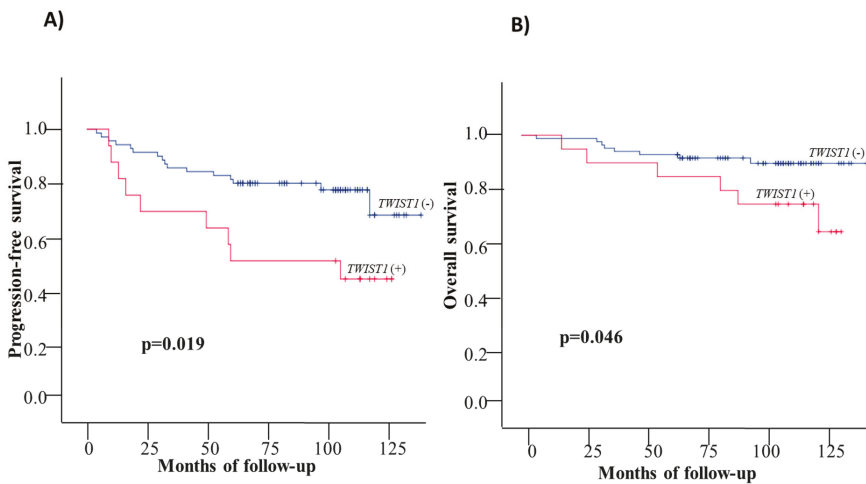 A)
Progression-free survival
1.0
0.8
0.6
0.4
0.2
0.0
TWIST1 (-)
TWIST1 (+)
p=0.019
0 25 50 75 100 125
Months of follow-up
B)
Overall survival
1.0
0.8
0.6
0.4
0.2
0.0
TWIST1 (-)
TWIST1 (+)
p=0.046
0 25 50 75 100 125
Months of follow-up